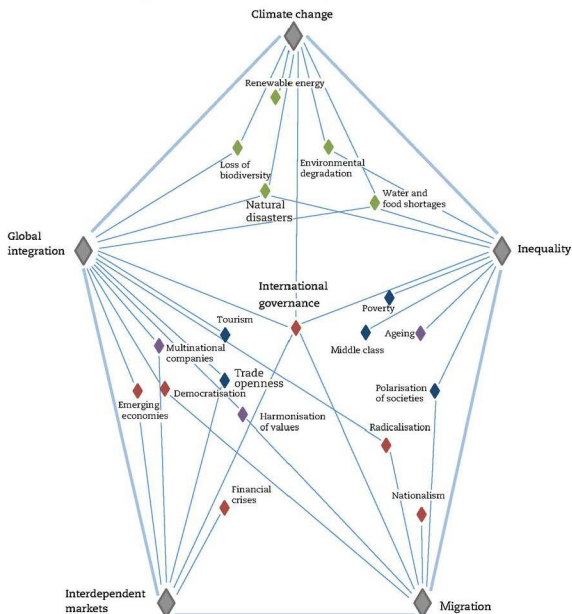 Climate change
Renewable energy
Loss of
biodiversity
Environmental
degradation
Natural
disasters
Water and
food shortages
Global
integration
Inequality
International
governance
Poverty
Tourism
Middle class
Ageing
Multinational
companies
Trade
openness
Democratisation
Emerging
economies
Polarisation
of societies
Harmonisation
of values
Radicalisation
Financial
crises
Nationalism
Interdependent
markets
Migration